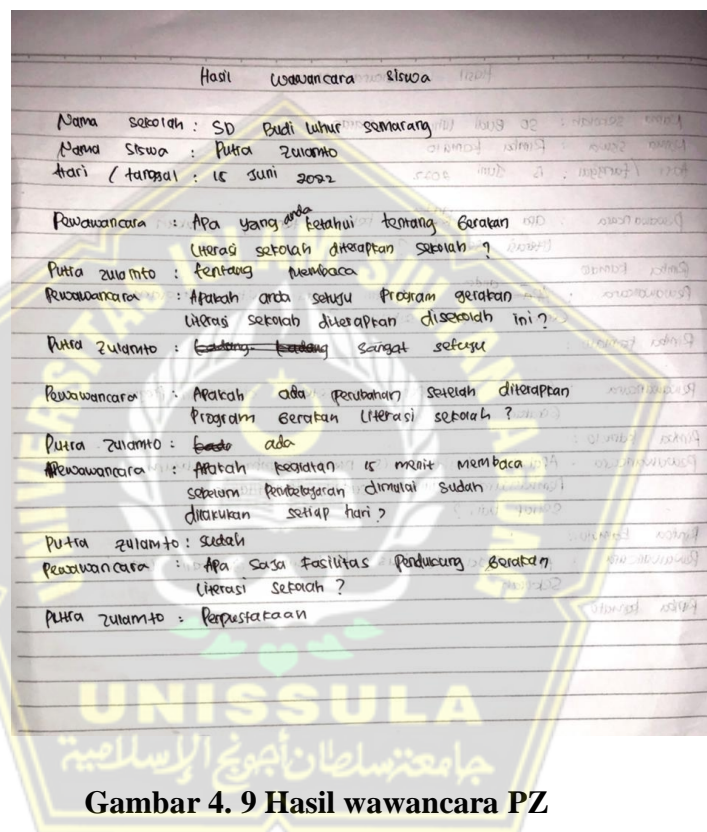 Hasil wawancara siswa
Nama sekolah : SD Budi Luhur Semarang
Nama Siswa : Putra Zulamto
Hari / tanggal : 15 Juni 2022
Pewawancara : Apa yang anda ketahui tentang Gerakan
Literasi sekolah diterapkan sekolah ?
Putra Zulamto : tentang Membaca
Pewawancara : Apakah anda setuju Program gerakan
Literasi sekolah diterapkan disekolah ini ?
Putra Zulamto : kadang-kadang sangat setuju
Pewawancara : Apakah ada perubahan setelah diterapkan
Program Gerakan Literasi sekolah ?
Putra Zulamto : ada
Pewawancara : Apakah kegiatan 15 menit membaca
sebelum Pembelajaran dimulai sudah
dilakukan setiap hari ?
Putra Zulamto : sudah
Pewawancara : Apa saja Fasilitas Pendukung Gerakan
Literasi sekolah ?
Putra Zulamto : Perpustakaan
UNISSULA
جامعتسلطان أجونج الإسلامية
Gambar 4. 9 Hasil wawancara PZ